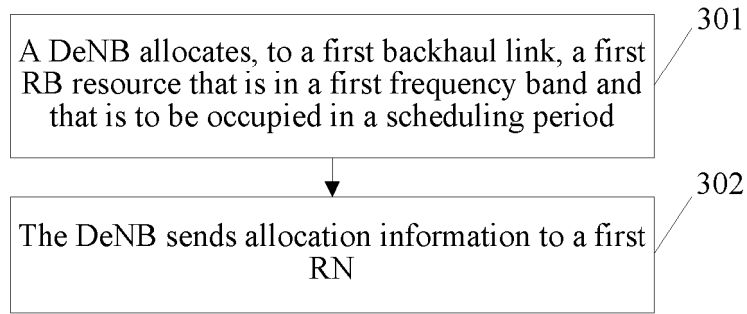 301
A DeNB allocates, to a first backhaul link, a first
RB resource that is in a first frequency band and
that is to be occupied in a scheduling period
302
The DeNB sends allocation information to a first
RN